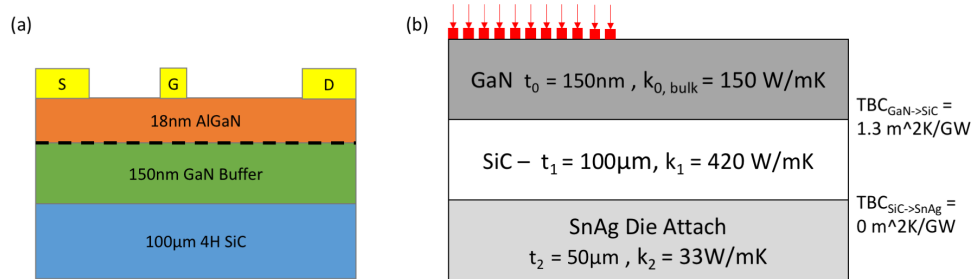 (a)
S
G
D
18nm AlGaN
150nm GaN Buffer
100μm 4H SiC
(b)
GaN t₀ = 150nm , k₀, bulk = 150 W/mK
TBC_GaN->SiC =
1.3 m^2K/GW
SiC – t₁ = 100μm, k₁ = 420 W/mK
TBC_SiC->SnAg =
0 m^2K/GW
SnAg Die Attach
t₂ = 50μm , k₂ = 33W/mK